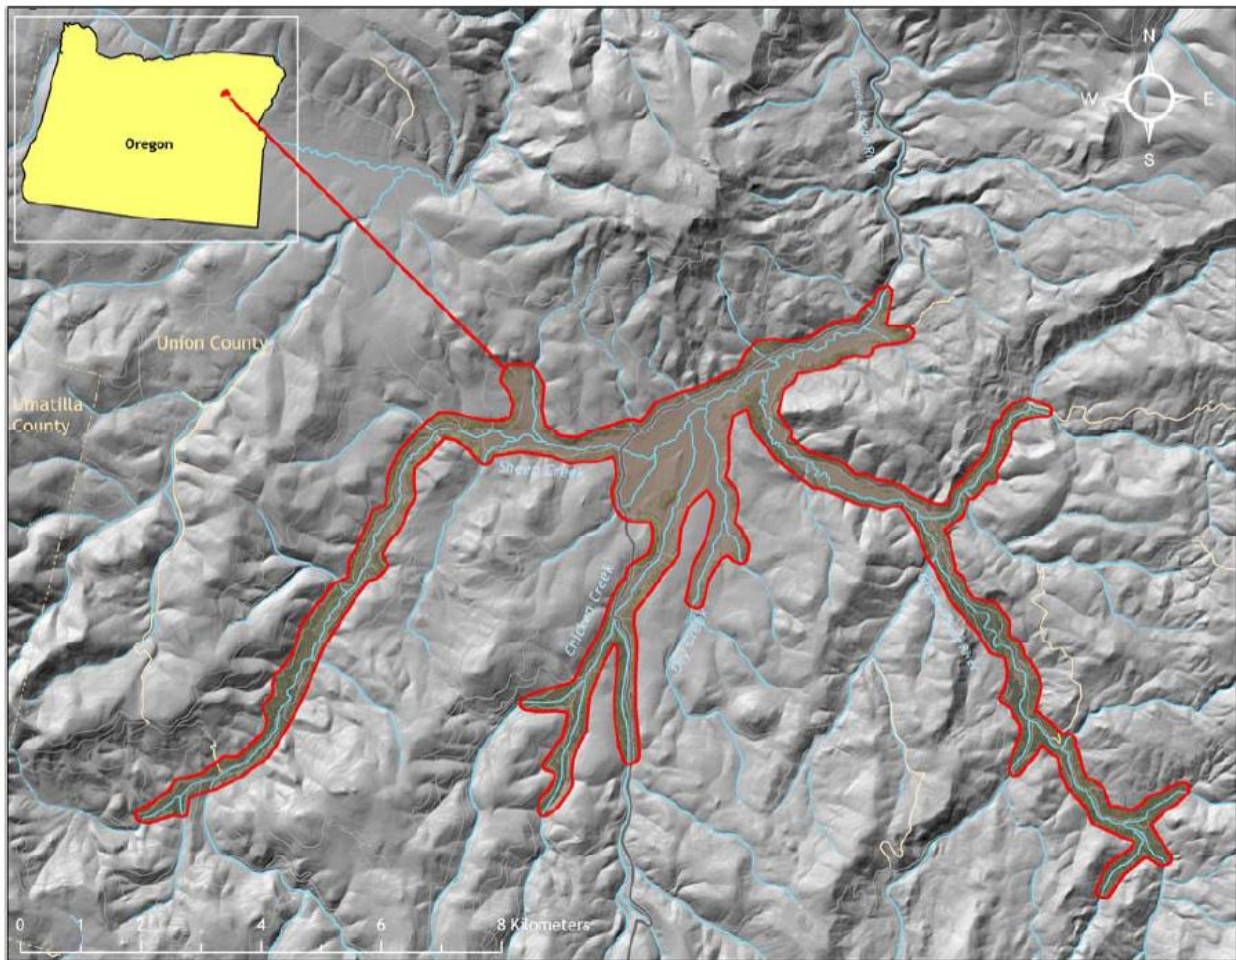 Oregon
N
W
E
S
Union County
Umatilla
County
Sheep Creek
Chicken Creek
0
1
2
4
6
8 Kilometers